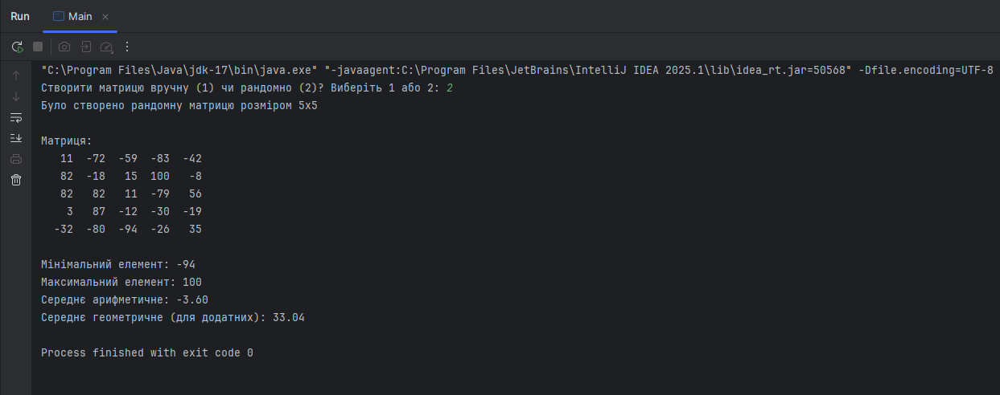 Run Main
"C:\Program Files\Java\jdk-17\bin\java.exe" "-javaagent:C:\Program Files\JetBrains\IntelliJ IDEA 2025.1\lib\idea_rt.jar=50568" -Dfile.encoding=UTF-8
Створити матрицю вручну (1) чи рандомно (2)? Виберіть 1 або 2: 2
Було створено рандомну матрицю розміром 5x5
Матриця:
11 -72 -59 -83 -42
82 -18 15 100 -8
82 82 11 -79 56
3 87 -12 -30 -19
-32 -80 -94 -26 35
Мінімальний елемент: -94
Максимальний елемент: 100
Середнє арифметичне: -3.60
Середнє геометричне (для додатних): 33.04
Process finished with exit code 0